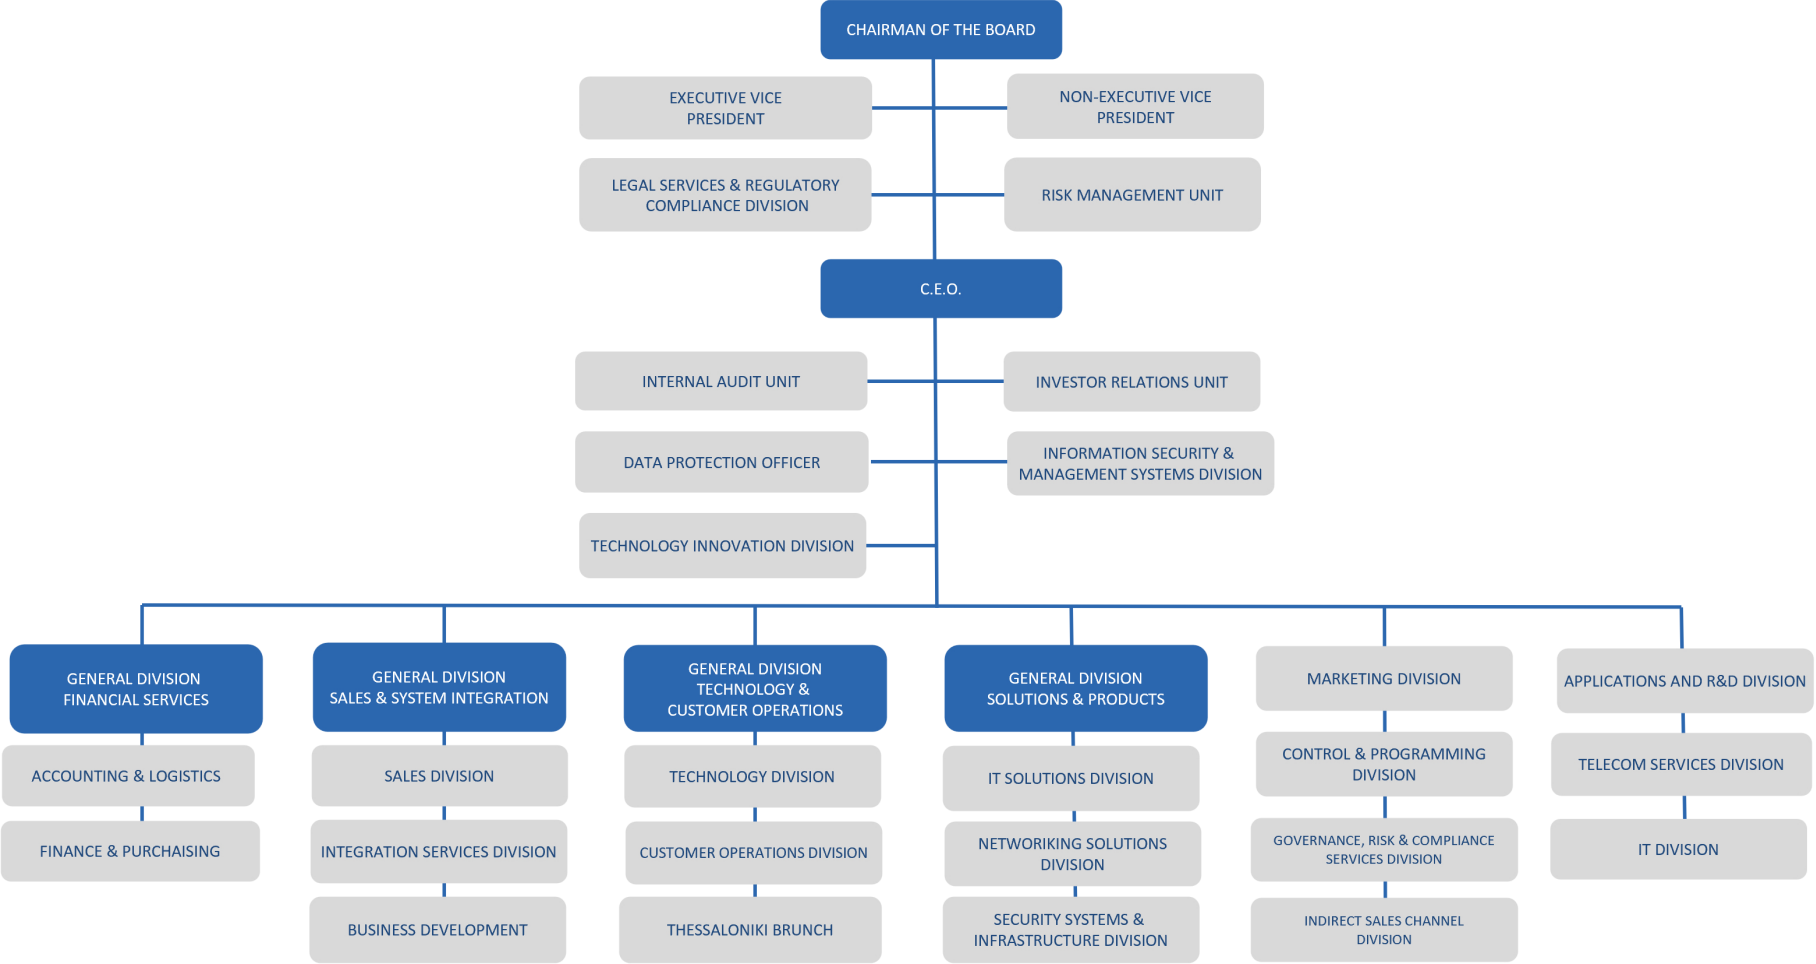 CHAIRMAN OF THE BOARD
EXECUTIVE VICE
PRESIDENT
NON-EXECUTIVE VICE
PRESIDENT
LEGAL SERVICES & REGULATORY
COMPLIANCE DIVISION
RISK MANAGEMENT UNIT
C.E.O.
INTERNAL AUDIT UNIT
INVESTOR RELATIONS UNIT
DATA PROTECTION OFFICER
INFORMATION SECURITY &
MANAGEMENT SYSTEMS DIVISION
TECHNOLOGY INNOVATION DIVISION
GENERAL DIVISION
FINANCIAL SERVICES
ACCOUNTING & LOGISTICS
FINANCE & PURCHAISING
GENERAL DIVISION
SALES & SYSTEM INTEGRATION
SALES DIVISION
INTEGRATION SERVICES DIVISION
BUSINESS DEVELOPMENT
GENERAL DIVISION
TECHNOLOGY &
CUSTOMER OPERATIONS
TECHNOLOGY DIVISION
CUSTOMER OPERATIONS DIVISION
THESSALONIKI BRUNCH
GENERAL DIVISION
SOLUTIONS & PRODUCTS
IT SOLUTIONS DIVISION
NETWORIKING SOLUTIONS
DIVISION
SECURITY SYSTEMS &
INFRASTRUCTURE DIVISION
MARKETING DIVISION
CONTROL & PROGRAMMING
DIVISION
GOVERNANCE, RISK & COMPLIANCE
SERVICES DIVISION
INDIRECT SALES CHANNEL
DIVISION
APPLICATIONS AND R&D DIVISION
TELECOM SERVICES DIVISION
IT DIVISION